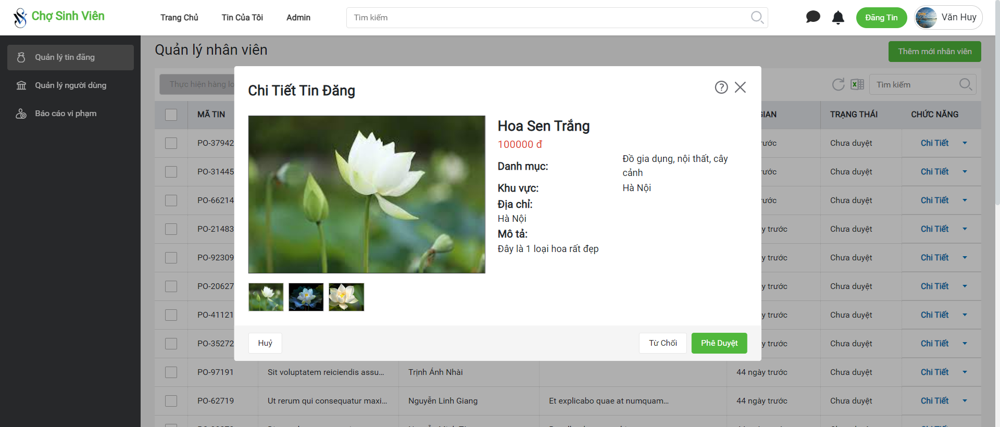 Chợ Sinh Viên
Trang Chủ
Tin Của Tôi
Admin
Tìm kiếm
Đăng Tin
Văn Huy
Quản lý tin đăng
Quản lý người dùng
Báo cáo vi phạm
Quản lý nhân viên
Thêm mới nhân viên
Thực hiện hàng lo
Tìm kiếm
Chi Tiết Tin Đăng
?
Hoa Sen Trắng
100000 đ
Danh mục:
Đồ gia dụng, nội thất, cây
cảnh
Khu vực:
Hà Nội
Địa chỉ:
Hà Nội
Mô tả:
Đây là 1 loại hoa rất đẹp
Huỷ
Từ Chối
Phê Duyệt
MÃ TIN
GIAN
TRẠNG THÁI
CHỨC NĂNG
PO-37942
trước
Chưa duyệt
Chi Tiết
PO-31445
Chưa duyệt
Chi Tiết
PO-66214
Chưa duyệt
Chi Tiết
PO-21483
y trước
Chưa duyệt
Chi Tiết
PO-92309
y trước
Chưa duyệt
Chi Tiết
PO-20627
y trước
Chưa duyệt
Chi Tiết
PO-41121
y trước
Chưa duyệt
Chi Tiết
PO-35272
y trước
Chưa duyệt
Chi Tiết
PO-97191
Sit voluptatem reiciendis assu...
Trịnh Ánh Nhài
44 ngày trước
Chưa duyệt
Chi Tiết
PO-62719
Ut rerum qui consequatur maxi...
Nguyễn Linh Giang
Et explicabo quae at numquam...
44 ngày trước
Chưa duyệt
Chi Tiết